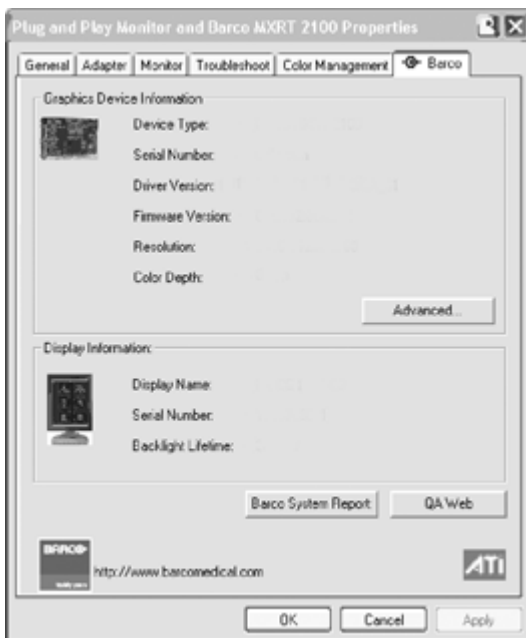 Plug and Play Monitor and Barco MXRT 2100 Properties
General Adapter Monitor Troubleshoot Color Management Barco
Graphics Device Information
Device Type:
Serial Number:
Driver Version:
Firmware Version:
Resolution:
Color Depth:
Advanced...
Display Information:
Display Name:
Serial Number:
Backlight Lifetime:
Barco System Report QA Web
BARCO
http://www.barcomedical.com
ATI
OK Cancel Apply